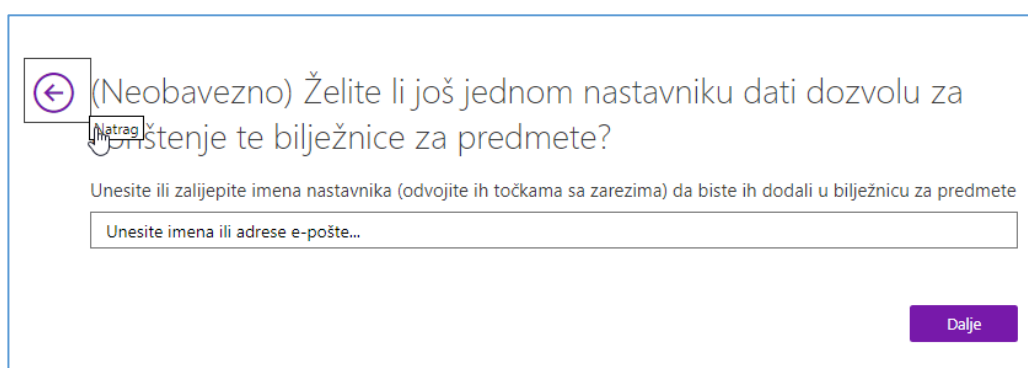 (Neobavezno) Želite li još jednom nastavniku dati dozvolu za
Natrag
štenje te bilježnice za predmete?
Unesite ili zalijepite imena nastavnika (odvojite ih točkama sa zarezima) da biste ih dodali u bilježnicu za predmete
Unesite imena ili adrese e-pošte...
Dalje